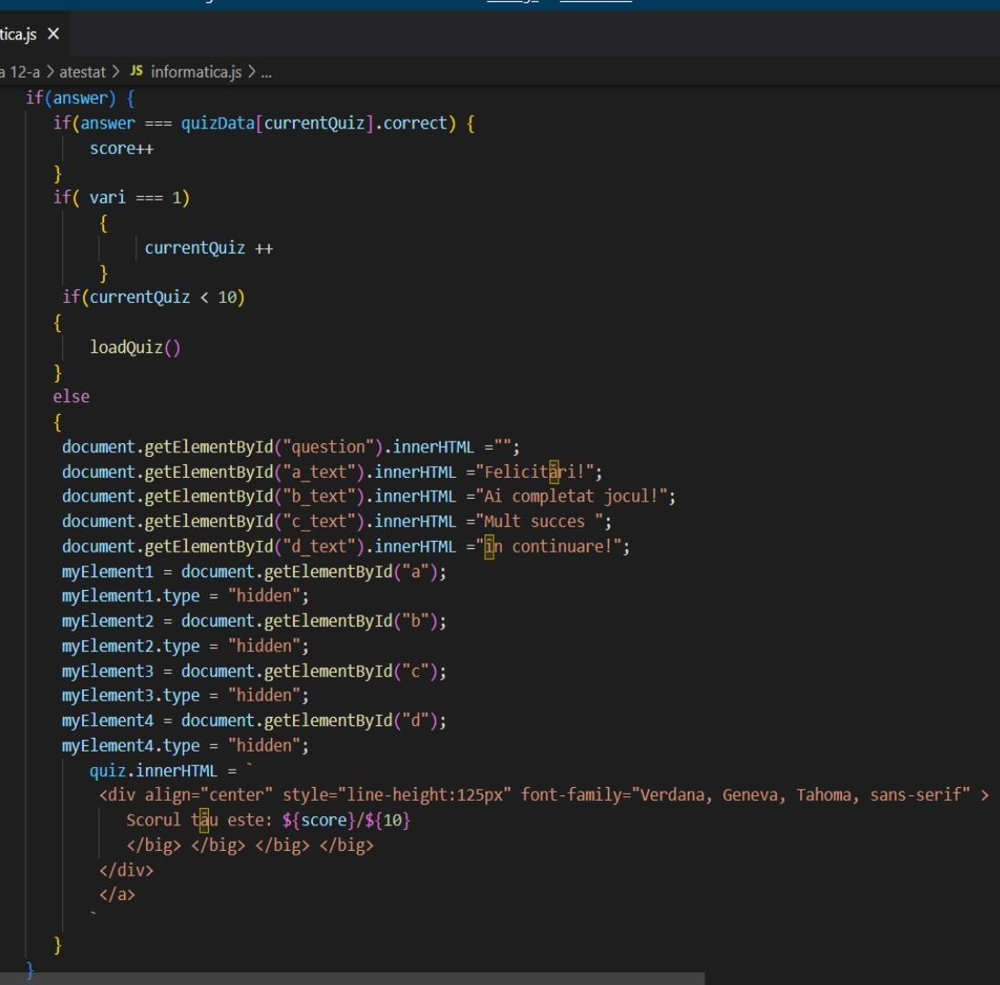 tica.js ×
a 12-a > atestat > JS informatica.js > ...
if(answer) {
if(answer === quizData[currentQuiz].correct) {
score++
}
if( vari === 1)
{
currentQuiz ++
}
if(currentQuiz < 10)
{
loadQuiz()
}
else
{
document.getElementById("question").innerHTML ="";
document.getElementById("a_text").innerHTML ="Felicitări!";
document.getElementById("b_text").innerHTML ="Ai completat jocul!";
document.getElementById("c_text").innerHTML ="Mult succes ";
document.getElementById("d_text").innerHTML ="în continuare!";
myElement1 = document.getElementById("a");
myElement1.type = "hidden";
myElement2 = document.getElementById("b");
myElement2.type = "hidden";
myElement3 = document.getElementById("c");
myElement3.type = "hidden";
myElement4 = document.getElementById("d");
myElement4.type = "hidden";
quiz.innerHTML = `
<div align="center" style="line-height:125px" font-family="Verdana, Geneva, Tahoma, sans-serif" >
Scorul tău este: ${score}/${10}
</big> </big> </big> </big>
</div>
</a>
`
}
}